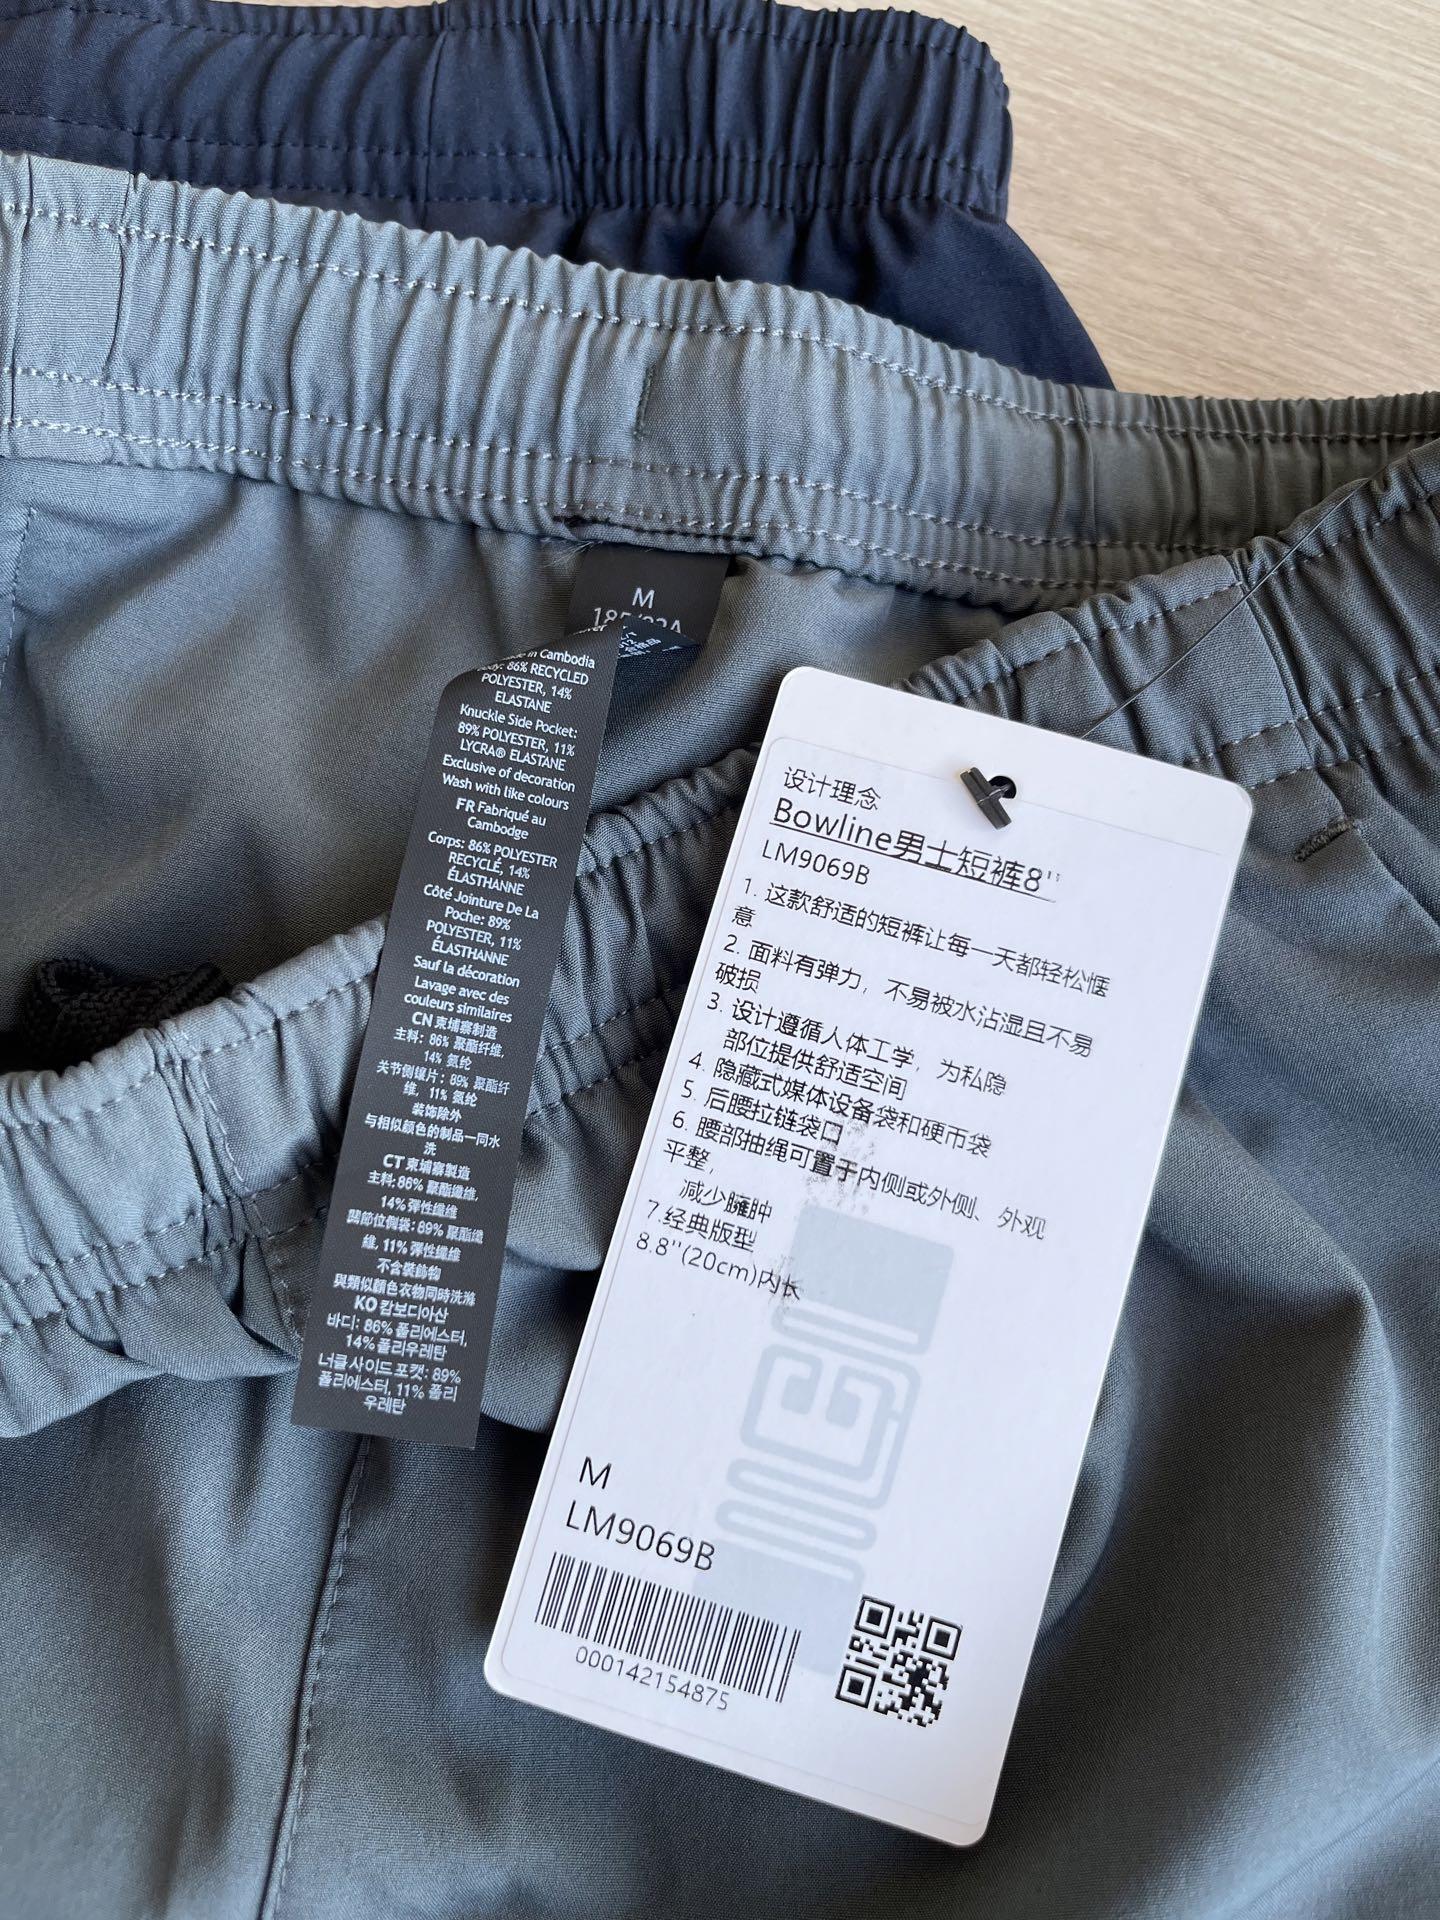 M
Made in Cambodia
Body: 86% RECYCLED
POLYESTER, 14%
ELASTANE
Knuckle Side Pocket:
89% POLYESTER, 11%
LYCRA® ELASTANE
Exclusive of decoration
Wash with like colours
FR Fabriqué au
Cambodge
Corps: 86% POLYESTER
RECYCLÉ, 14%
ÉLASTHANNE
Côté Jointure De La
Poche: 89%
POLYESTER, 11%
ÉLASTHANNE
Sauf la décoration
Lavage avec des
couleurs similaires
CN 柬埔寨制造
主料: 86% 聚酯纤维,
14% 氨纶
关节侧镶片: 89% 聚酯纤
维, 11% 氨纶
装饰除外
与相似颜色的制品一同水
洗
CT 柬埔寨製造
主料: 86% 聚酯纖維,
14% 彈性纖維
關節位側袋: 89% 聚酯纖
維, 11% 彈性纖維
不含裝飾物
與類似顏色衣物同時洗滌
KO 캄보디아산
바디: 86% 폴리에스터,
14% 폴리우레탄
너클 사이드 포켓: 89%
폴리에스터, 11% 폴리
우레탄
设计理念
Bowline男士短裤8''
LM9069B
1. 这款舒适的短裤让每一天都轻松惬
意
2. 面料有弹力，不易被水沾湿且不易
破损
3. 设计遵循人体工学，为私隐
部位提供舒适空间
4. 隐藏式媒体设备袋和硬币袋
5. 后腰拉链袋口
6. 腰部抽绳可置于内侧或外侧、外观
平整，
减少臃肿
7.经典版型
8.8''(20cm)内长
M
LM9069B
000142154875